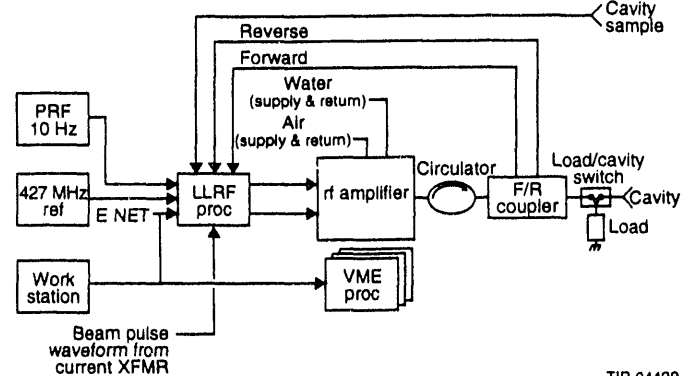 Cavity
sample
Reverse
Forward
Water
(supply & return)
Air
(supply & return)
PRF
10 Hz
427 MHz
ref
E NET
LLRF
proc
rf amplifier
Circulator
F/R
coupler
Load/cavity
switch
Cavity
Load
Work
station
VME
proc
Beam pulse
waveform from
current XFMR